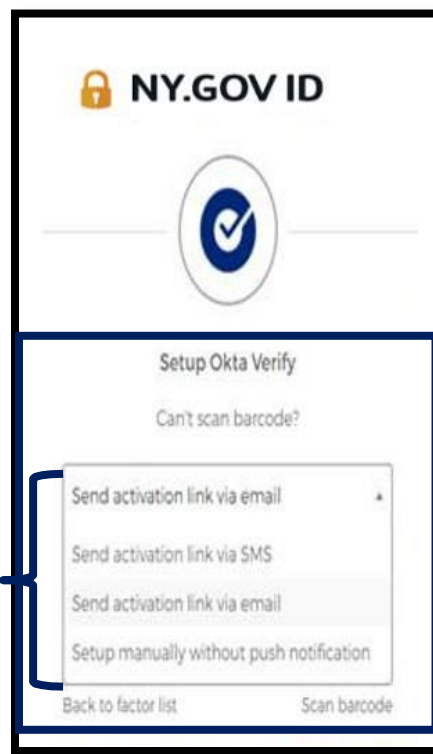 NY.GOV ID
Setup Okta Verify
Can't scan barcode?
Send activation link via email
Send activation link via SMS
Send activation link via email
Setup manually without push notification
Back to factor list Scan barcode